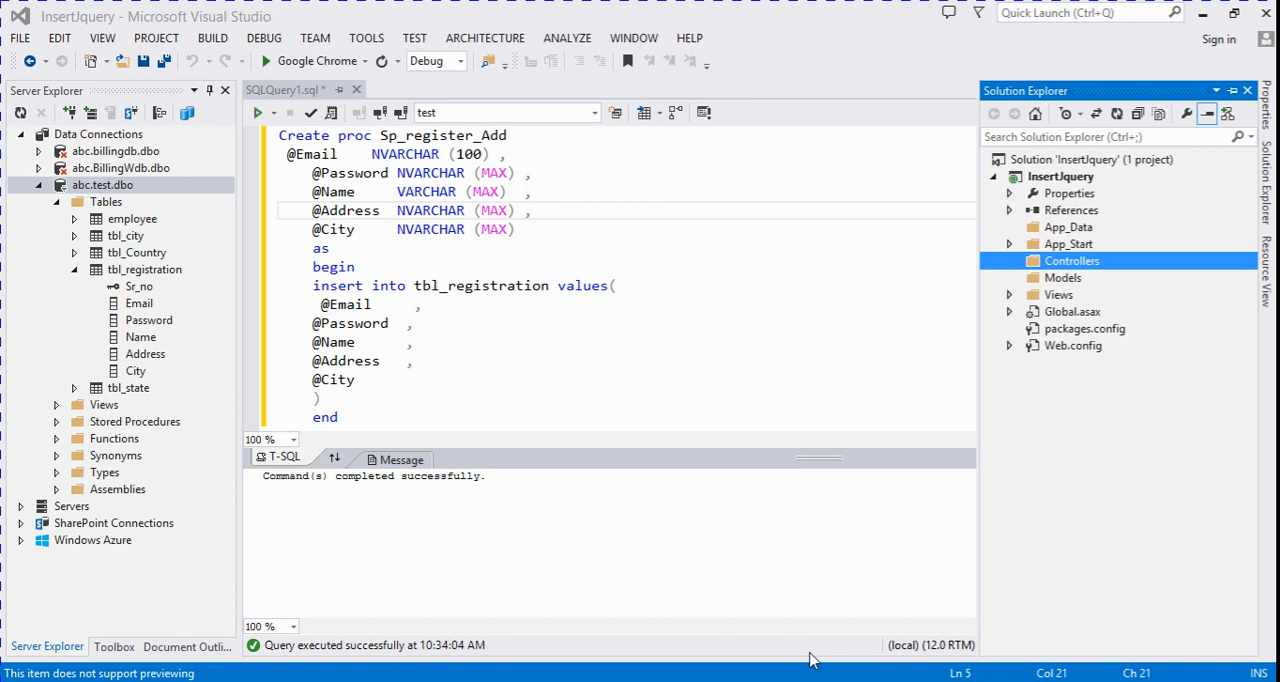 InsertJquery - Microsoft Visual Studio
Quick Launch (Ctrl+Q)
FILE EDIT VIEW PROJECT BUILD DEBUG TEAM TOOLS TEST ARCHITECTURE ANALYZE WINDOW HELP
Sign in
Google Chrome
Debug
Server Explorer
Data Connections
abc.billingdb.dbo
abc.BillingWdb.dbo
abc.test.dbo
Tables
employee
tbl_city
tbl_Country
tbl_registration
Sr_no
Email
Password
Name
Address
City
tbl_state
Views
Stored Procedures
Functions
Synonyms
Types
Assemblies
Servers
SharePoint Connections
Windows Azure
Server Explorer Toolbox Document Outli...
SQLQuery1.sql *
test
Create proc Sp_register_Add
@Email NVARCHAR (100) ,
@Password NVARCHAR (MAX) ,
@Name VARCHAR (MAX) ,
@Address NVARCHAR (MAX) ,
@City NVARCHAR (MAX)
as
begin
insert into tbl_registration values(
@Email ,
@Password ,
@Name ,
@Address ,
@City
)
end
100 %
T-SQL Message
Command(s) completed successfully.
100 %
Query executed successfully at 10:34:04 AM
(local) (12.0 RTM)
Solution Explorer
Search Solution Explorer (Ctrl+;)
Solution 'InsertJquery' (1 project)
InsertJquery
Properties
References
App_Data
App_Start
Controllers
Models
Views
Global.asax
packages.config
Web.config
Properties
Solution Explorer
Resource View
This item does not support previewing
Ln 5 Col 21 Ch 21 INS